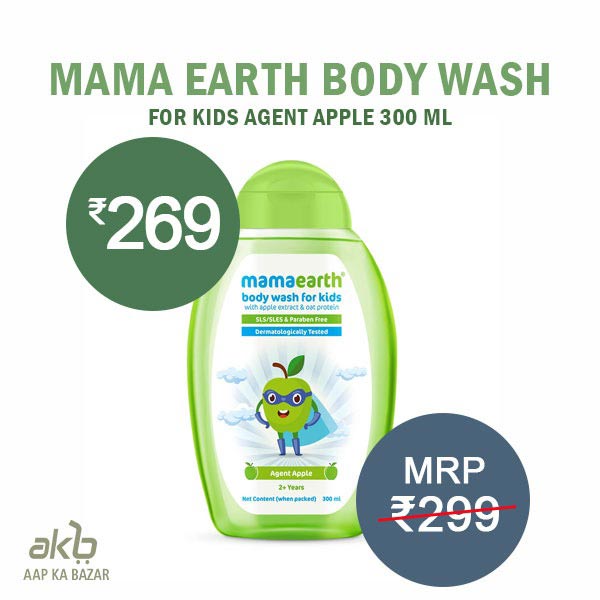 MAMA EARTH BODY WASH
FOR KIDS AGENT APPLE 300 ML
₹269
mamaearth®
body wash for kids
with apple extract & oat protein
SLS/SLES & Paraben Free
Dermatologically Tested
Agent Apple
2+ Years
Net Content (when packed) 300 ml
MRP
₹299
akb
AAP KA BAZAR